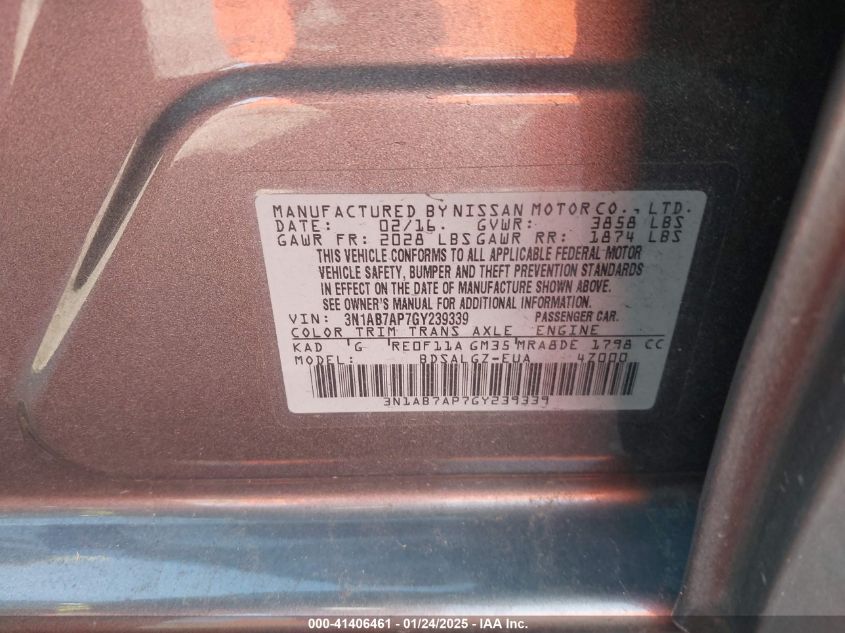 MANUFACTURED BY NISSAN MOTOR CO., LTD.
DATE: 02/16. GVWR: 3858 LBS
GAWR FR: 2028 LBS GAWR RR: 1874 LBS
THIS VEHICLE CONFORMS TO ALL APPLICABLE FEDERAL MOTOR
VEHICLE SAFETY, BUMPER AND THEFT PREVENTION STANDARDS
IN EFFECT ON THE DATE OF MANUFACTURE SHOWN ABOVE.
SEE OWNER'S MANUAL FOR ADDITIONAL INFORMATION.
VIN: 3N1AB7AP7GY239339 PASSENGER CAR.
COLOR TRIM TRANS AXLE ENGINE
KAD G RE0F11A GM35 MRA8DE 1798 CC
MODEL: BDSALGZ-EUA 4Z000
3N1AB7AP7GY239339
000-41406461 - 01/24/2025 - IAA Inc.